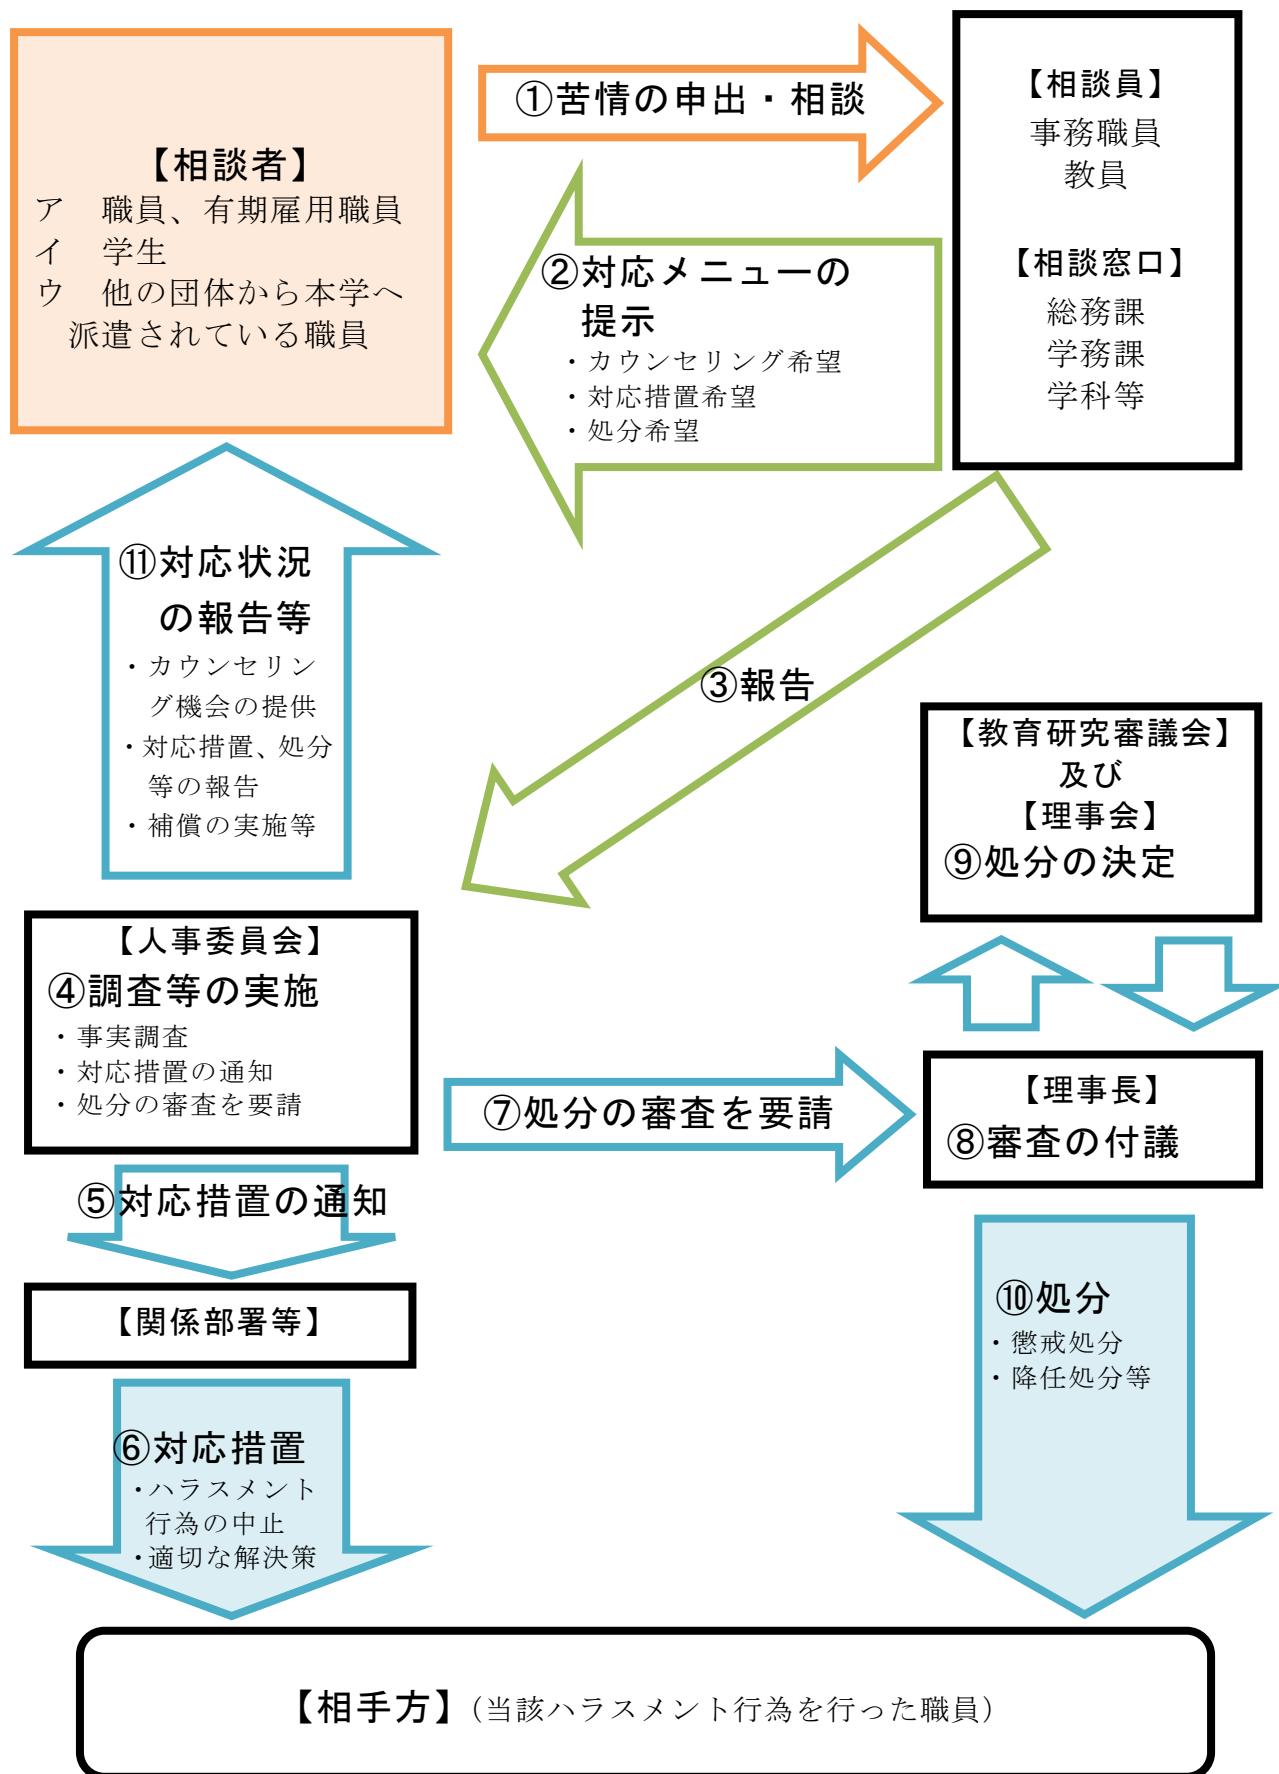 【相談者】
ア　職員、有期雇用職員
イ　学生
ウ　他の団体から本学へ
派遣されている職員
①苦情の申出・相談
【相談員】
事務職員
教員
【相談窓口】
総務課
学務課
学科等
②対応メニューの
提示
・カウンセリング希望
・対応措置希望
・処分希望
③報告
⑪対応状況
の報告等
・カウンセリン
グ機会の提供
・対応措置、処分
等の報告
・補償の実施等
【教育研究審議会】
及び
【理事会】
⑨処分の決定
【人事委員会】
④調査等の実施
・事実調査
・対応措置の通知
・処分の審査を要請
⑦処分の審査を要請
【理事長】
⑧審査の付議
⑤対応措置の通知
【関係部署等】
⑥対応措置
・ハラスメント
行為の中止
・適切な解決策
⑩処分
・懲戒処分
・降任処分等
【相手方】（当該ハラスメント行為を行った職員）